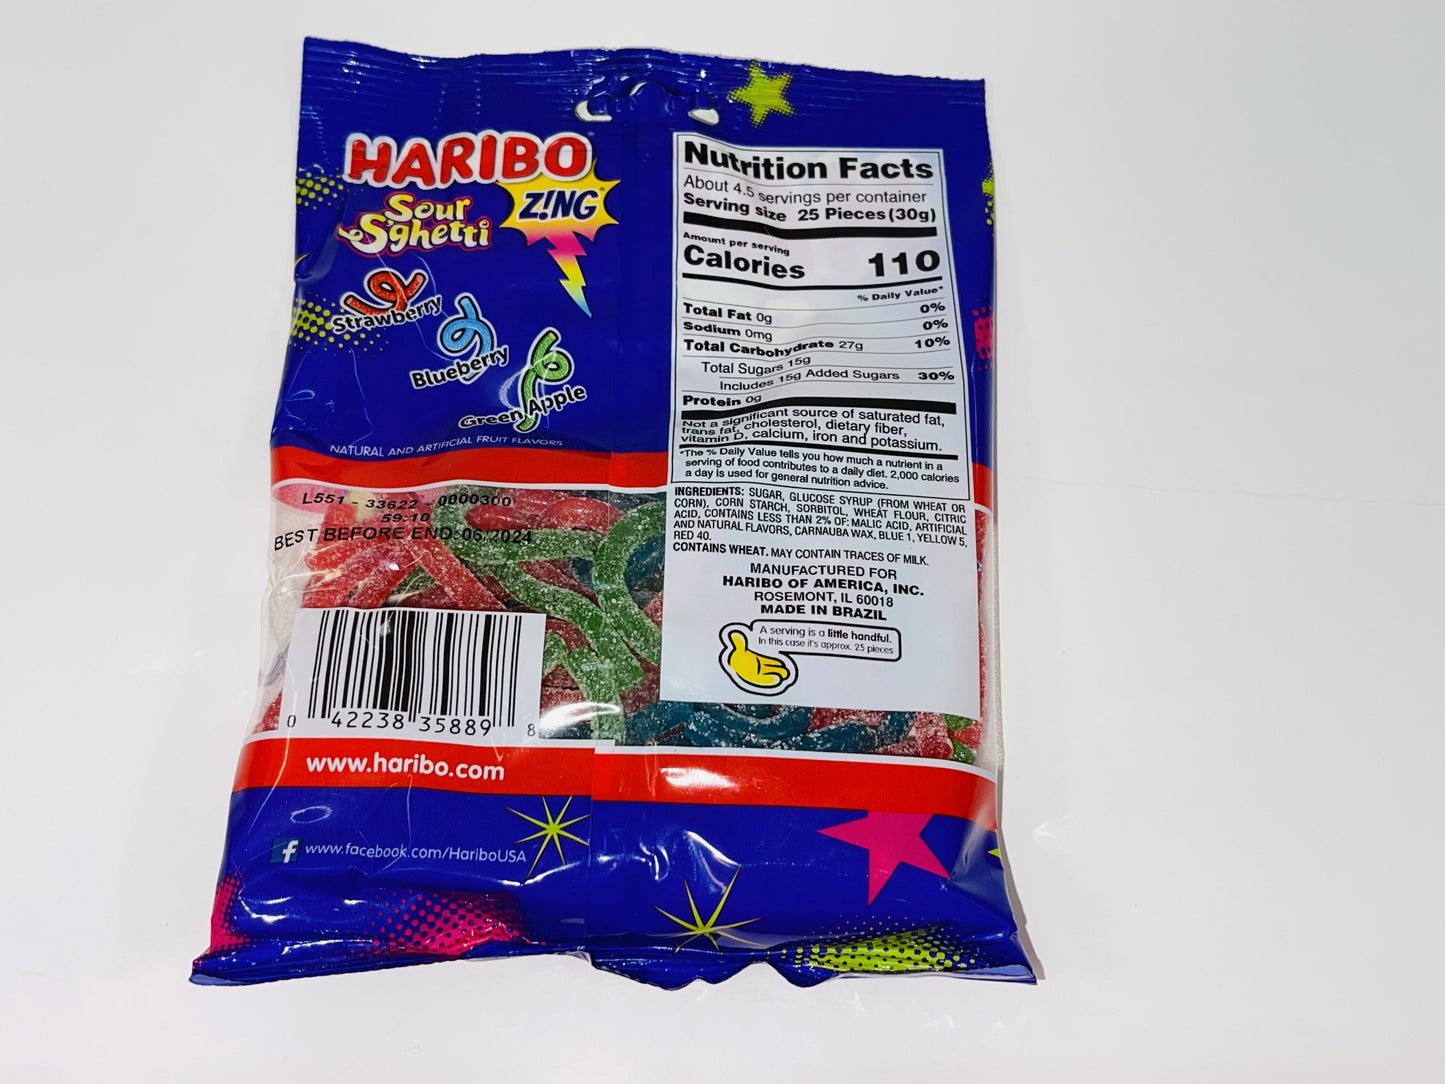 HARIBO
Z!NG®
Sour
S'ghetti
Strawberry
Blueberry
Green Apple
NATURAL AND ARTIFICIAL FRUIT FLAVORS
L551 - 33622 - 0000300
59:10
BEST BEFORE END 06.2024
0 42238 35889 8
www.haribo.com
f www.facebook.com/HariboUSA
Nutrition Facts
About 4.5 servings per container
Serving size 25 Pieces (30g)
Amount per serving
Calories 110
% Daily Value*
Total Fat 0g 0%
Sodium 0mg 0%
Total Carbohydrate 27g 10%
Total Sugars 15g
Includes 15g Added Sugars 30%
Protein 0g
Not a significant source of saturated fat,
trans fat, cholesterol, dietary fiber,
vitamin D, calcium, iron and potassium.
*The % Daily Value tells you how much a nutrient in a
serving of food contributes to a daily diet. 2,000 calories
a day is used for general nutrition advice.
INGREDIENTS: SUGAR, GLUCOSE SYRUP (FROM WHEAT OR
CORN), CORN STARCH, SORBITOL, WHEAT FLOUR, CITRIC
ACID, CONTAINS LESS THAN 2% OF: MALIC ACID, ARTIFICIAL
AND NATURAL FLAVORS, CARNAUBA WAX, BLUE 1, YELLOW 5,
RED 40.
CONTAINS WHEAT. MAY CONTAIN TRACES OF MILK.
MANUFACTURED FOR
HARIBO OF AMERICA, INC.
ROSEMONT, IL 60018
MADE IN BRAZIL
A serving is a little handful.
In this case it's approx. 25 pieces